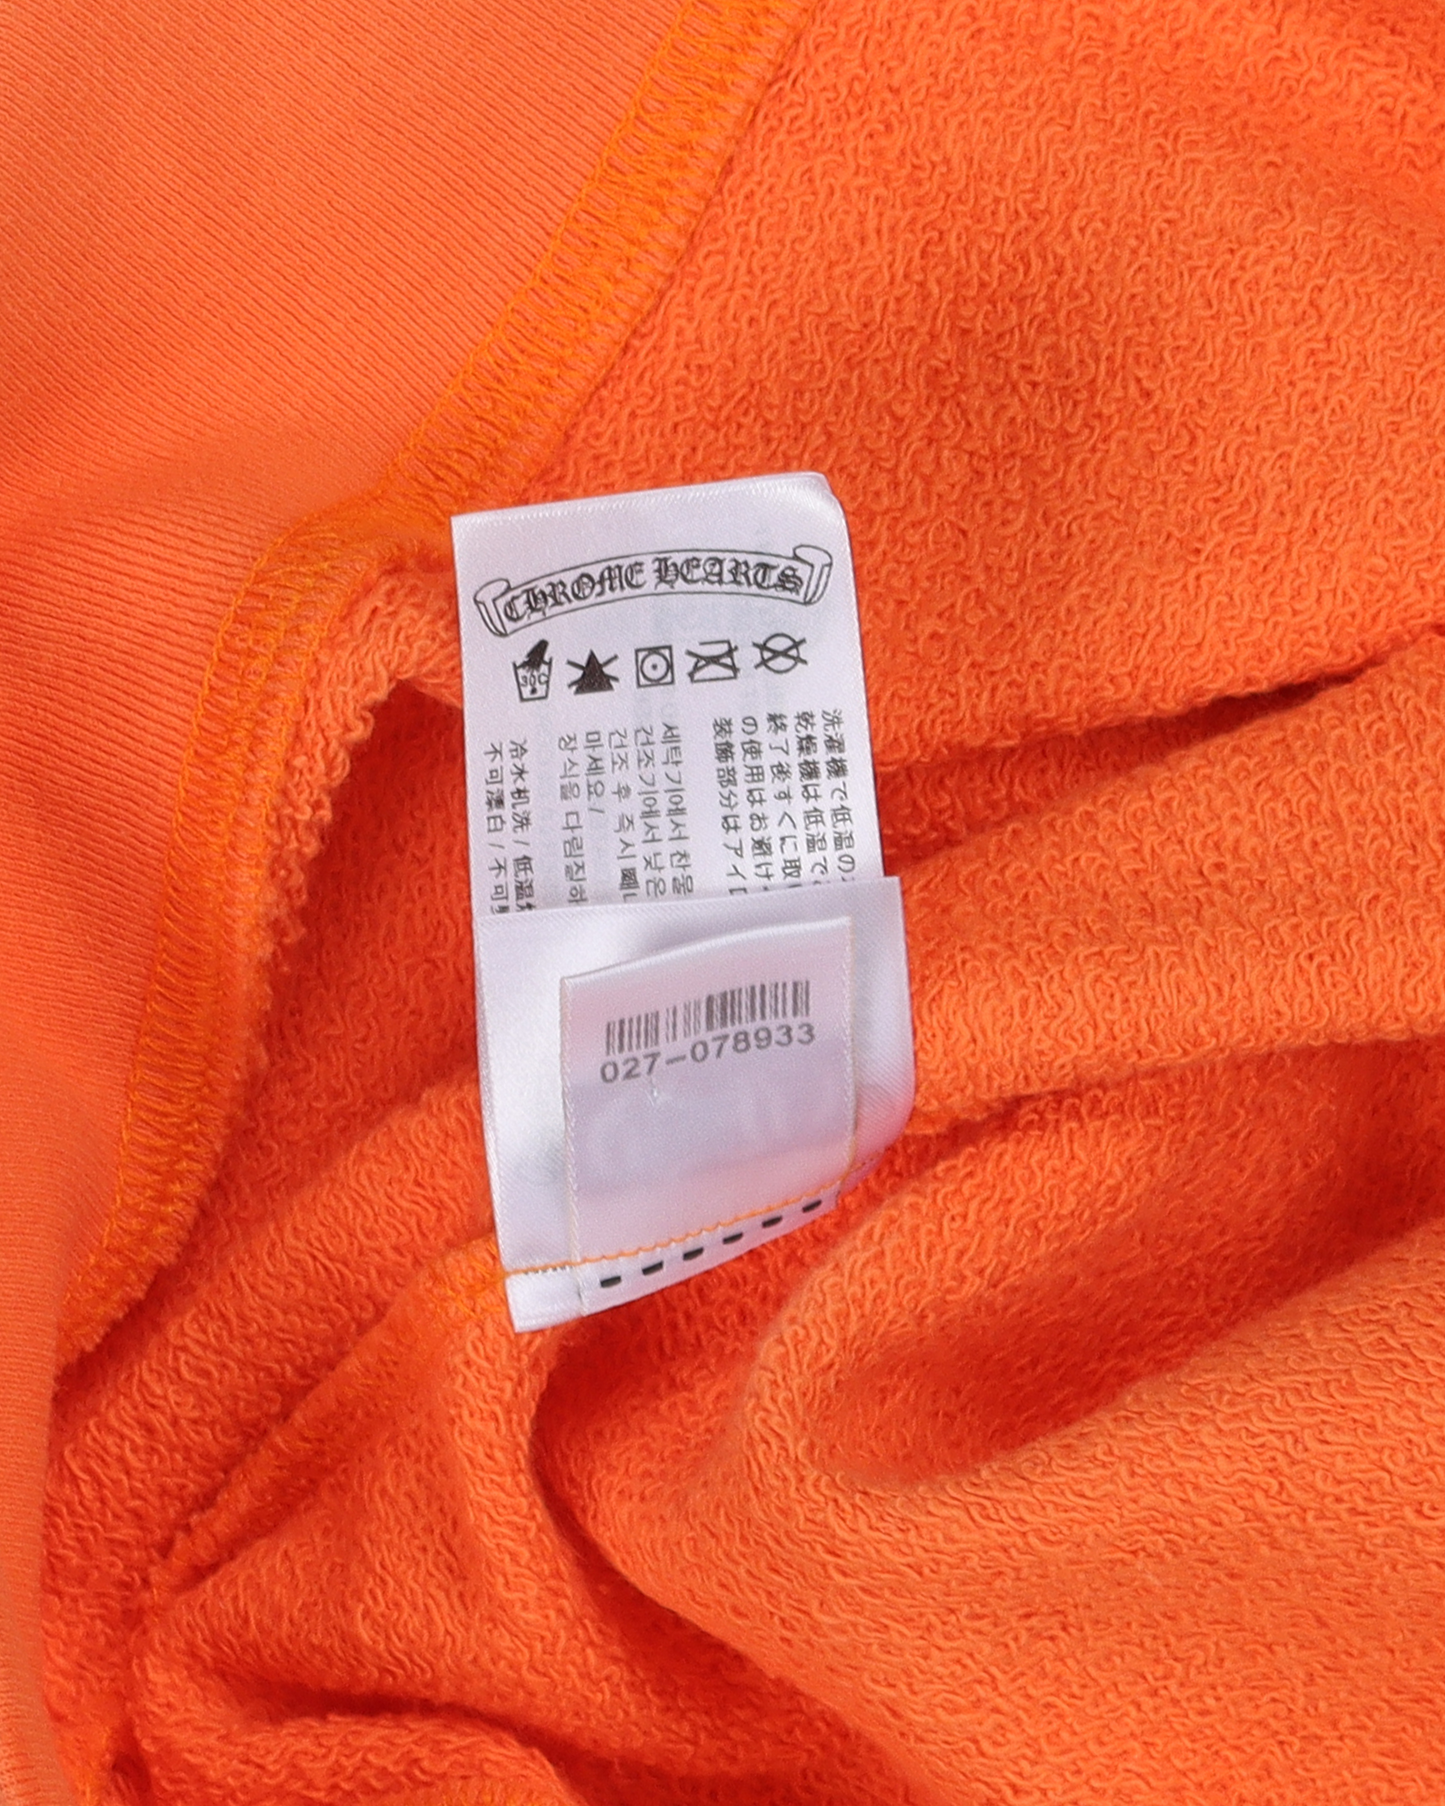 CHROME HEARTS
30C
洗濯機で低温の
乾燥機は低温で
終了後すぐに取
の使用はお避け
装飾部分はアイ
세탁기에서 찬물
건조기에서 낮은
건조 후 즉시 빼
마세요/
장식을 다림질하
冷水机洗 / 低温
不可漂白 / 不可
027-078933